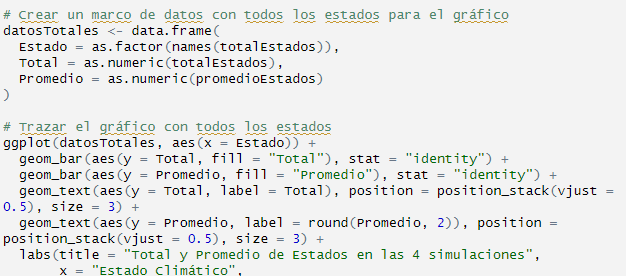 # Crear un marco de datos con todos los estados para el gráfico
datosTotales <- data.frame(
  Estado = as.factor(names(totalEstados)),
  Total = as.numeric(totalEstados),
  Promedio = as.numeric(promedioEstados)
)

# Trazar el gráfico con todos los estados
ggplot(datosTotales, aes(x = Estado)) +
  geom_bar(aes(y = Total, fill = "Total"), stat = "identity") +
  geom_bar(aes(y = Promedio, fill = "Promedio"), stat = "identity") +
  geom_text(aes(y = Total, label = Total), position = position_stack(vjust =
0.5), size = 3) +
  geom_text(aes(y = Promedio, label = round(Promedio, 2)), position =
position_stack(vjust = 0.5), size = 3) +
  labs(title = "Total y Promedio de Estados en las 4 simulaciones",
       x = "Estado Climático",